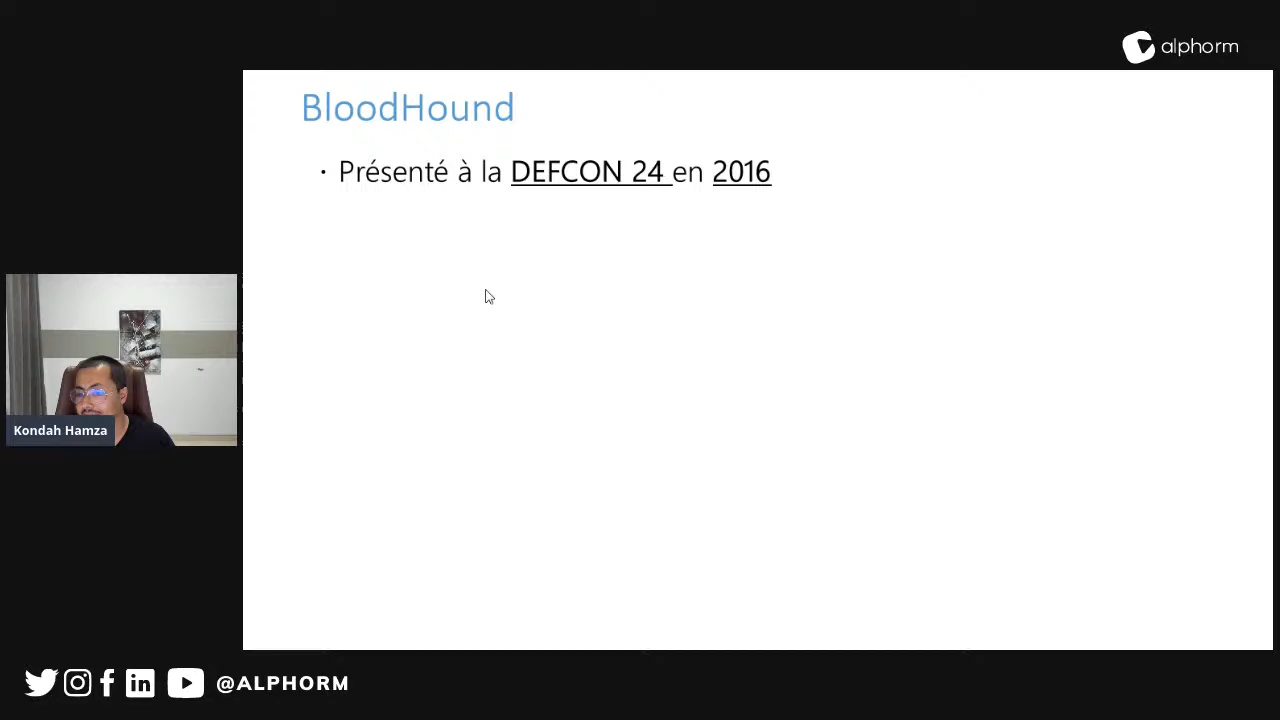 alphorm
BloodHound
• Présenté à la DEFCON 24 en 2016
Kondah Hamza
@ALPHORM